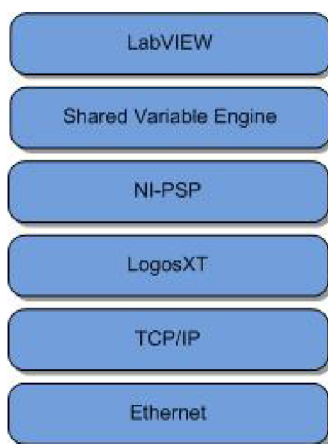 LabVIEW
Shared Variable Engine
NI-PSP
LogosXT
TCP/IP
Ethernet